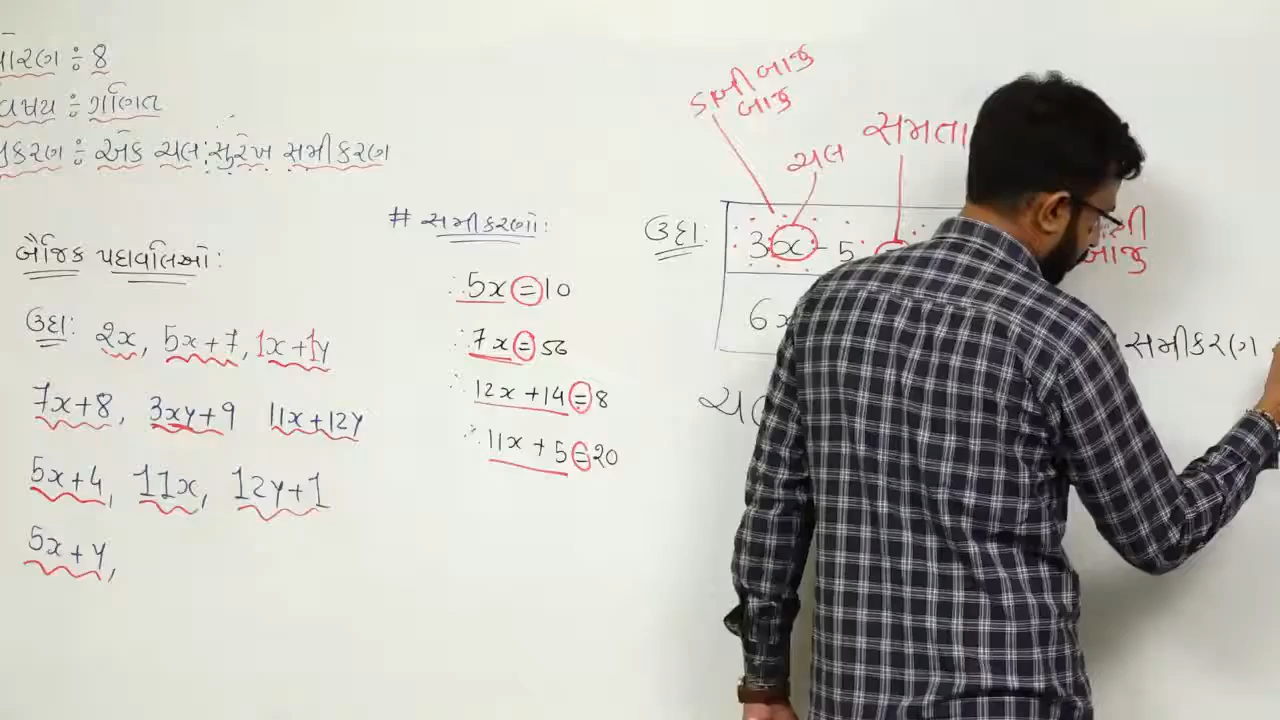 ધોરણ : 8
વિષય : ગણિત
પ્રકરણ : એક ચલ સુરેખ સમીકરણ
બૈજિક પદાવલિઓ:
ઉદા: 2x, 5x+7, 1x+1y
7x+8, 3xy+9 11x+12y
5x+4, 11x, 12y+1
5x+y,
# સમીકરણો:
∴ 5x=10
∴ 7x=56
∴ 12x+14=8
∴ 11x+5=20
ડાબી બાજુ
બાજુ
ચલ
સમતા
બાજુ
ઉદા: 3x-5
6x
સમીકરણ